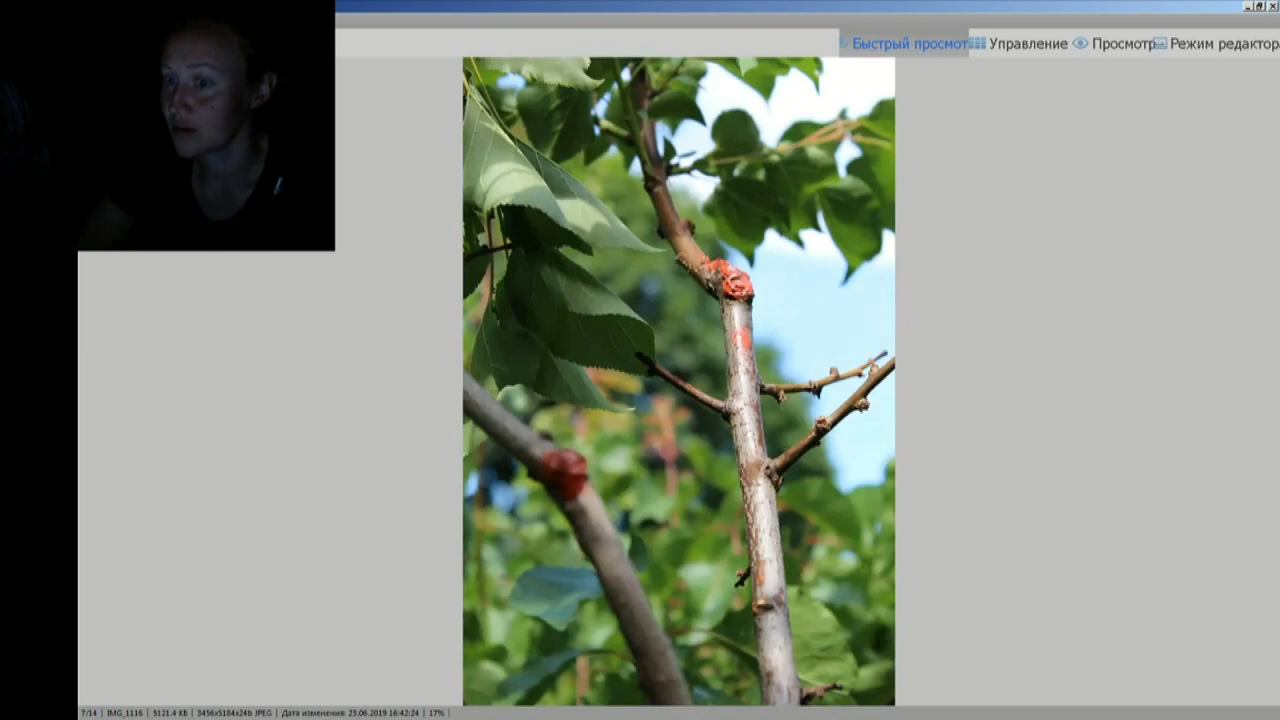 Быстрый просмот Управление Просмотр Режим редактор
7/14 | IMG_1116 | 5121.4 KB | 3456x5184x24b JPEG | Дата изменения: 23.06.2019 16:42:24 | 17% |